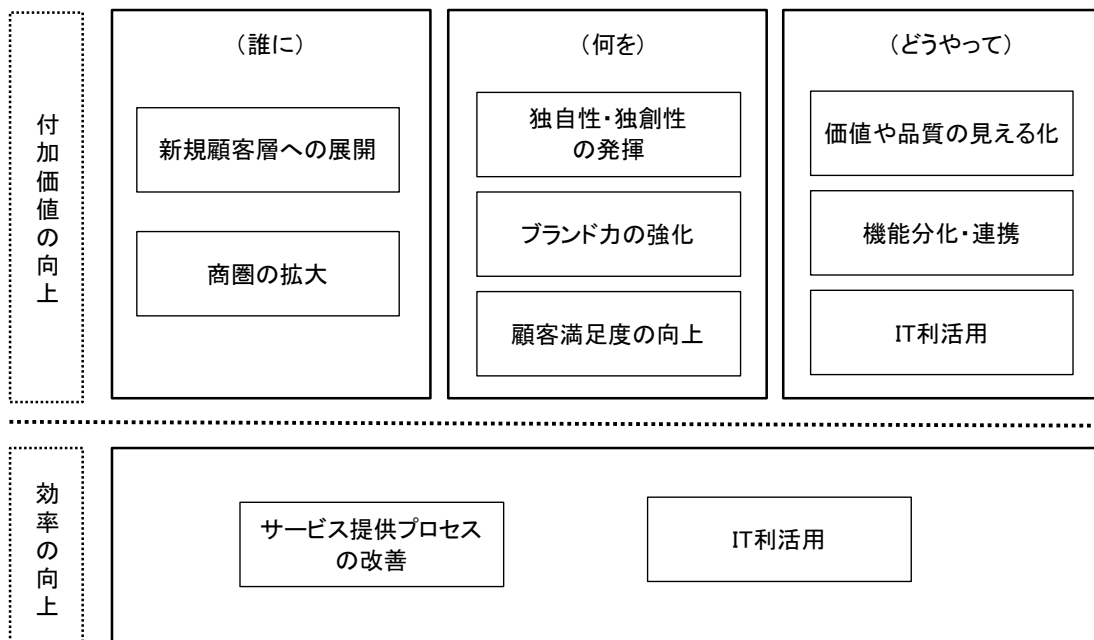 付加価値の向上
（誰に）
新規顧客層への展開
商圏の拡大
（何を）
独自性・独創性
の発揮
ブランド力の強化
顧客満足度の向上
（どうやって）
価値や品質の見える化
機能分化・連携
IT利活用
効率の向上
サービス提供プロセス
の改善
IT利活用